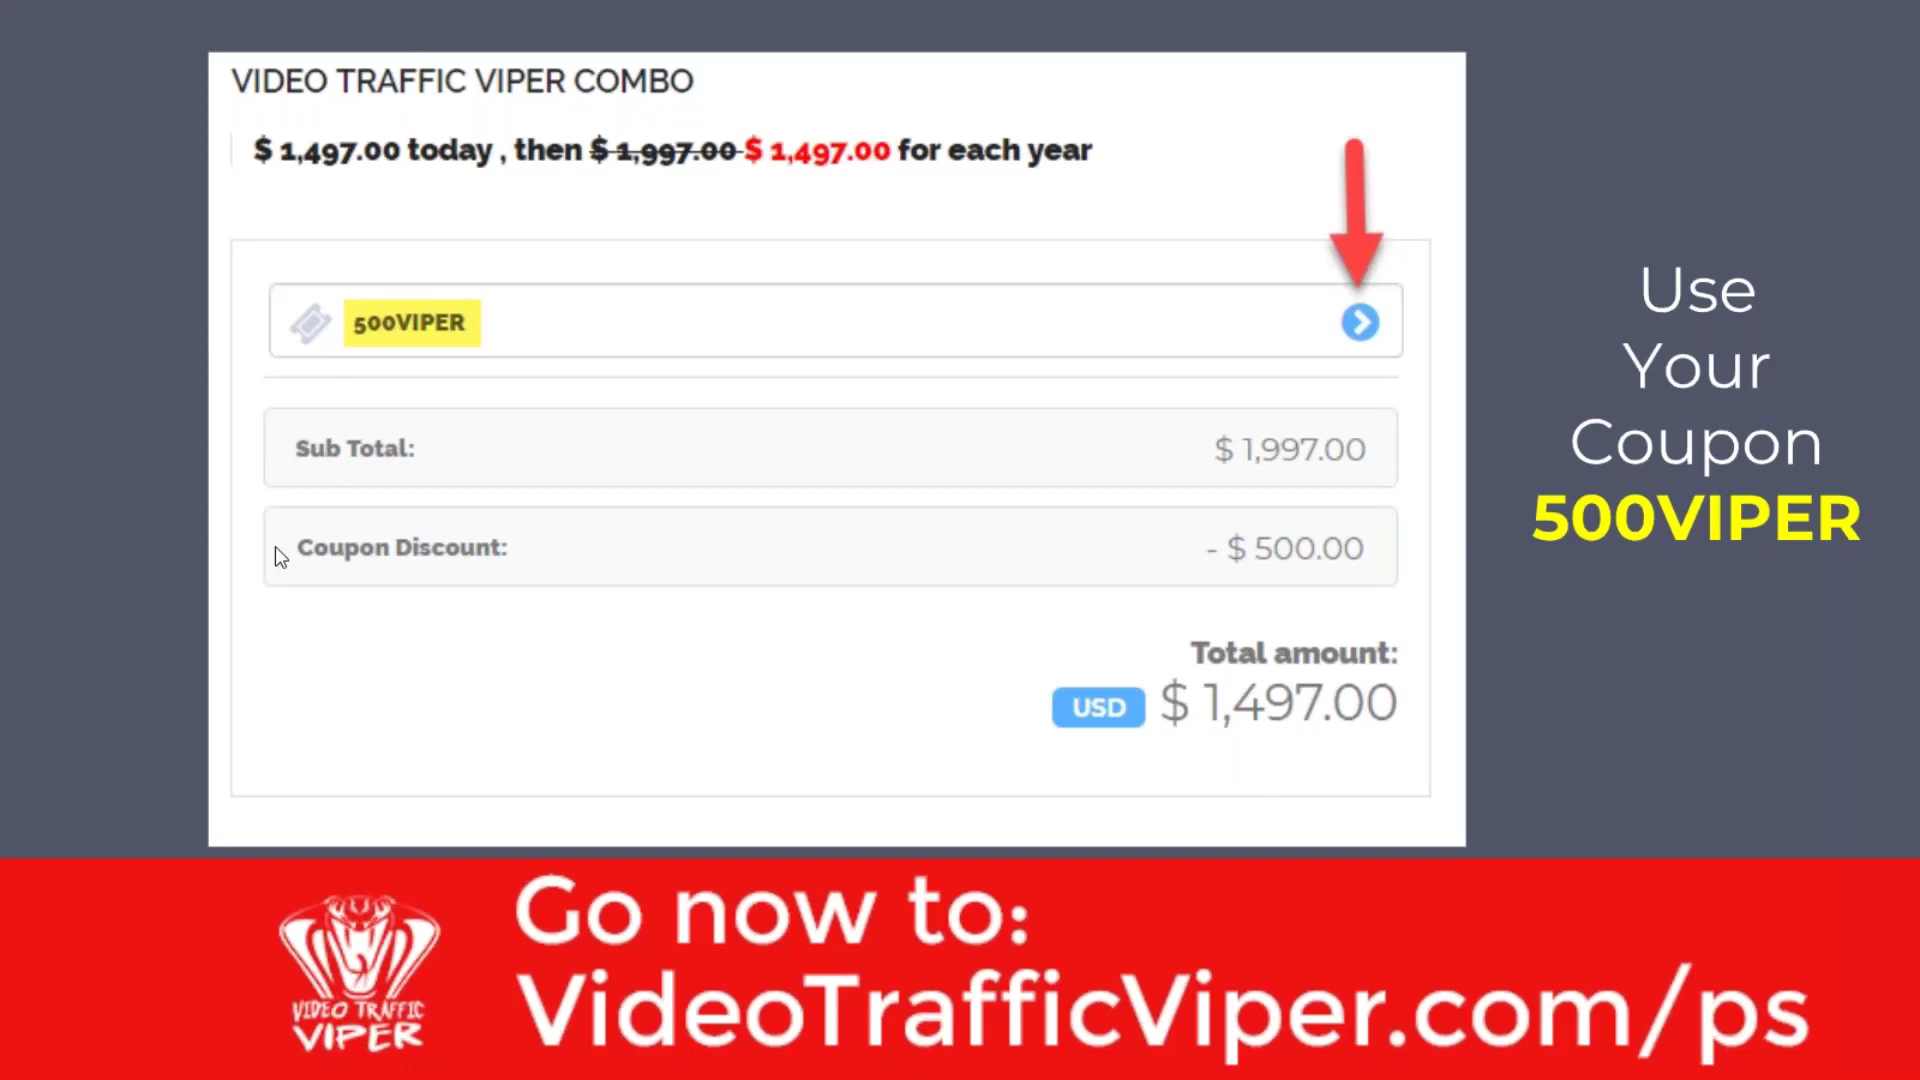 VIDEO TRAFFIC VIPER COMBO
$ 1,497.00 today , then $ 1,997.00 $ 1,497.00 for each year
500VIPER
Sub Total: $ 1,997.00
Coupon Discount: - $ 500.00
Total amount:
USD $ 1,497.00
Use
Your
Coupon
500VIPER
VIDEO TRAFFIC
VIPER
Go now to:
VideoTrafficViper.com/ps